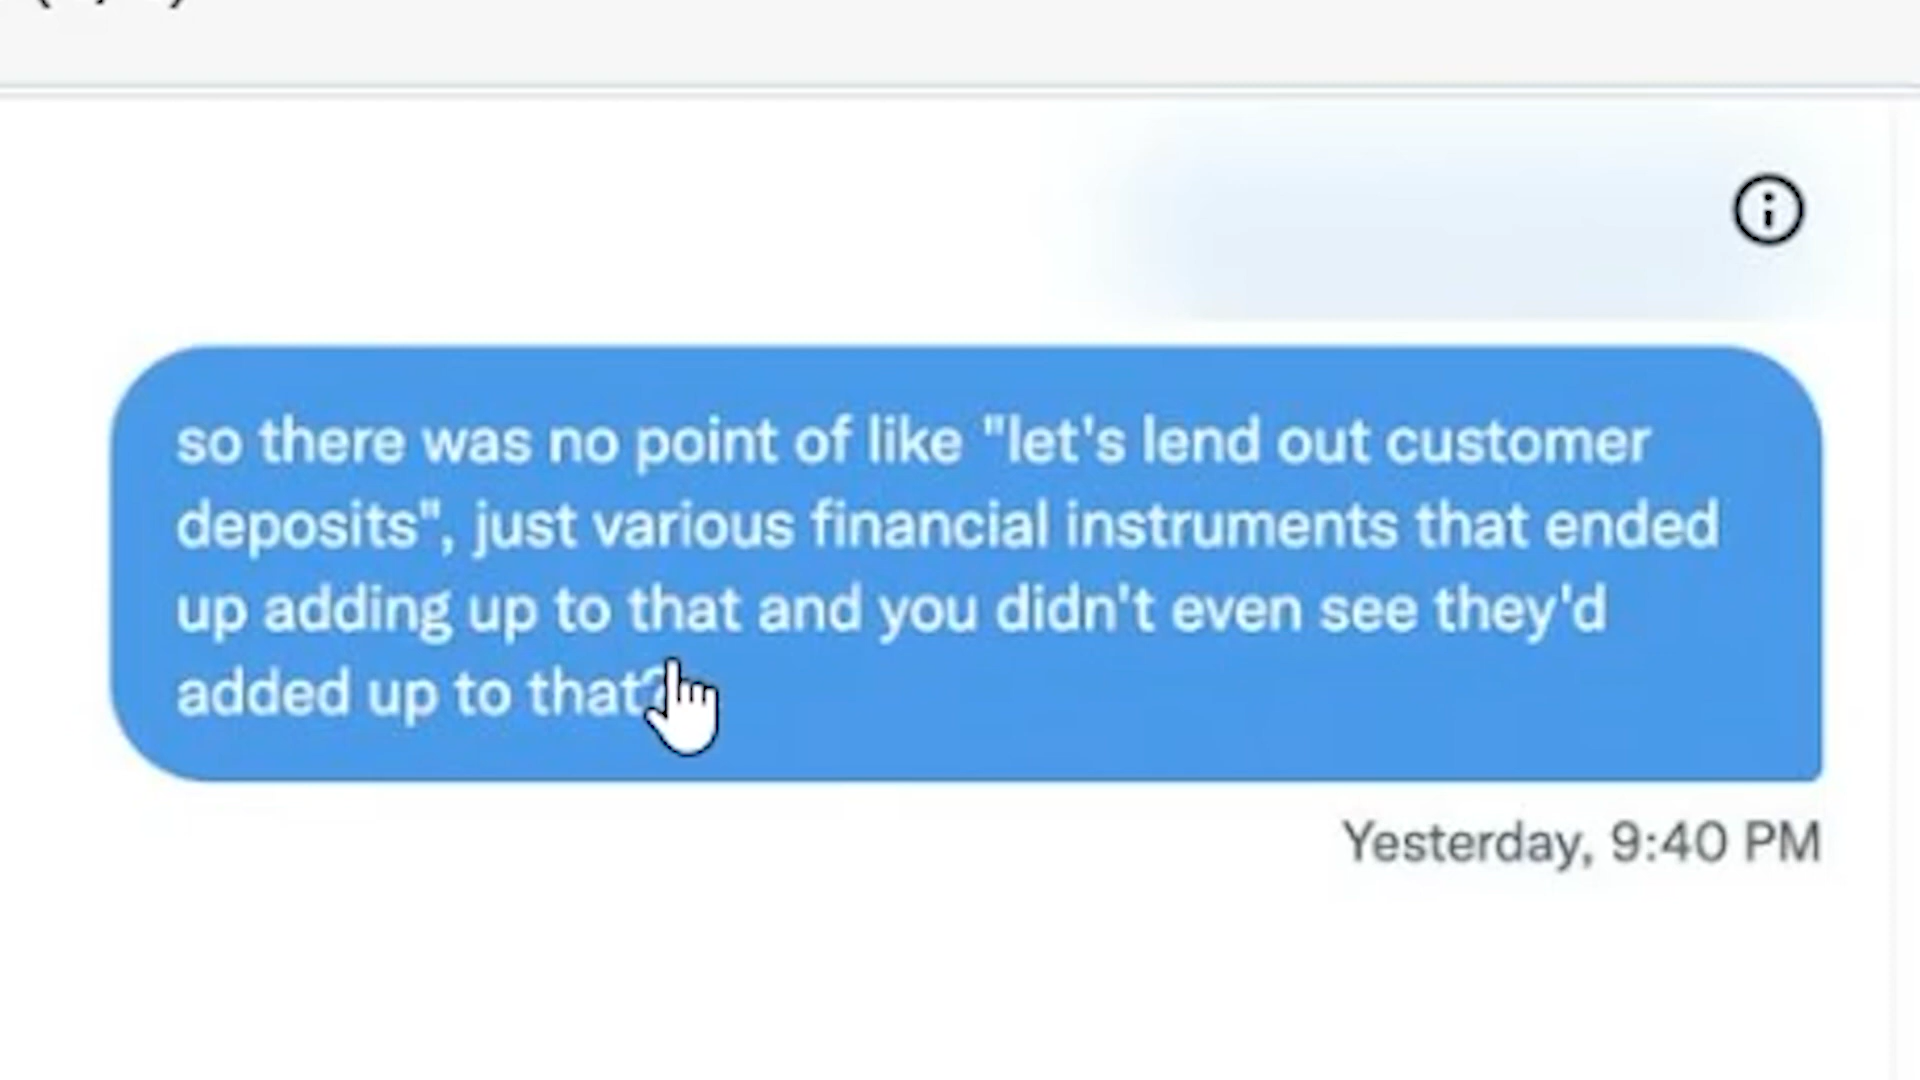 so there was no point of like "let's lend out customer
deposits", just various financial instruments that ended
up adding up to that and you didn't even see they'd
added up to that?
Yesterday, 9:40 PM